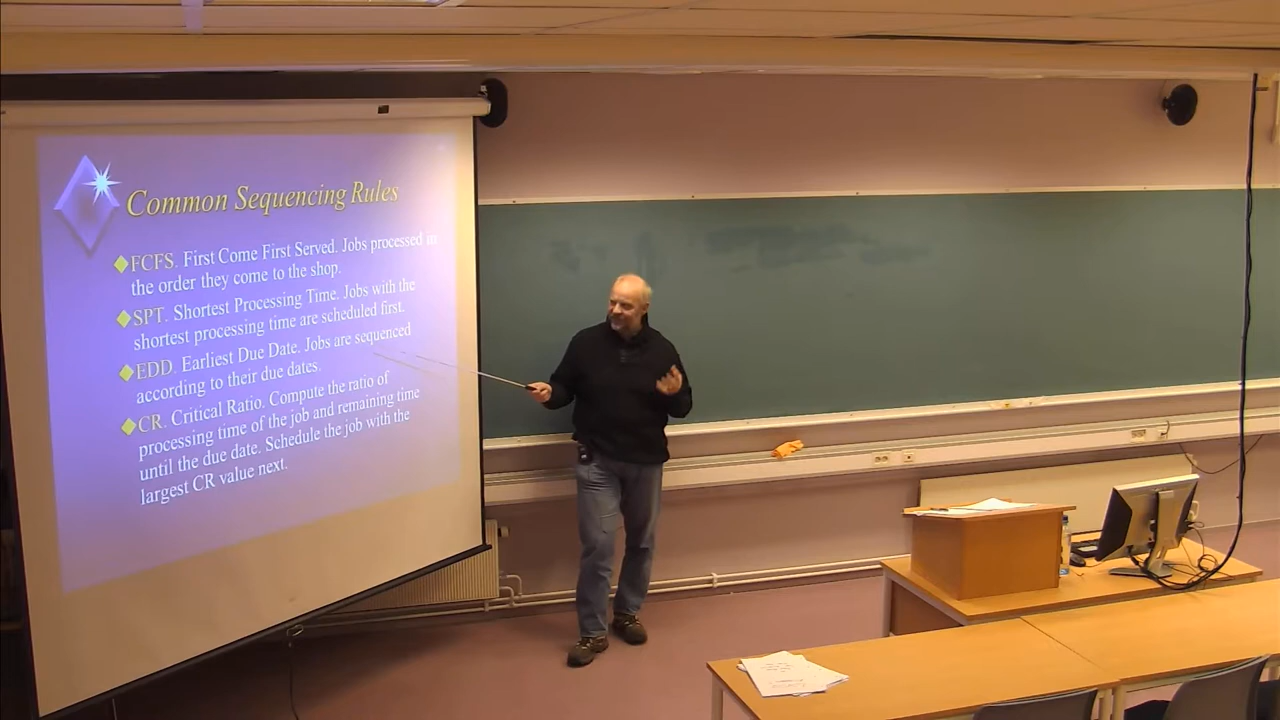 Common Sequencing Rules
FCFS. First Come First Served. Jobs processed in
the order they come to the shop.
SPT. Shortest Processing Time. Jobs with the
shortest processing time are scheduled first.
EDD. Earliest Due Date. Jobs are sequenced
according to their due dates.
CR. Critical Ratio. Compute the ratio of
processing time of the job and remaining time
until the due date. Schedule the job with the
largest CR value next.